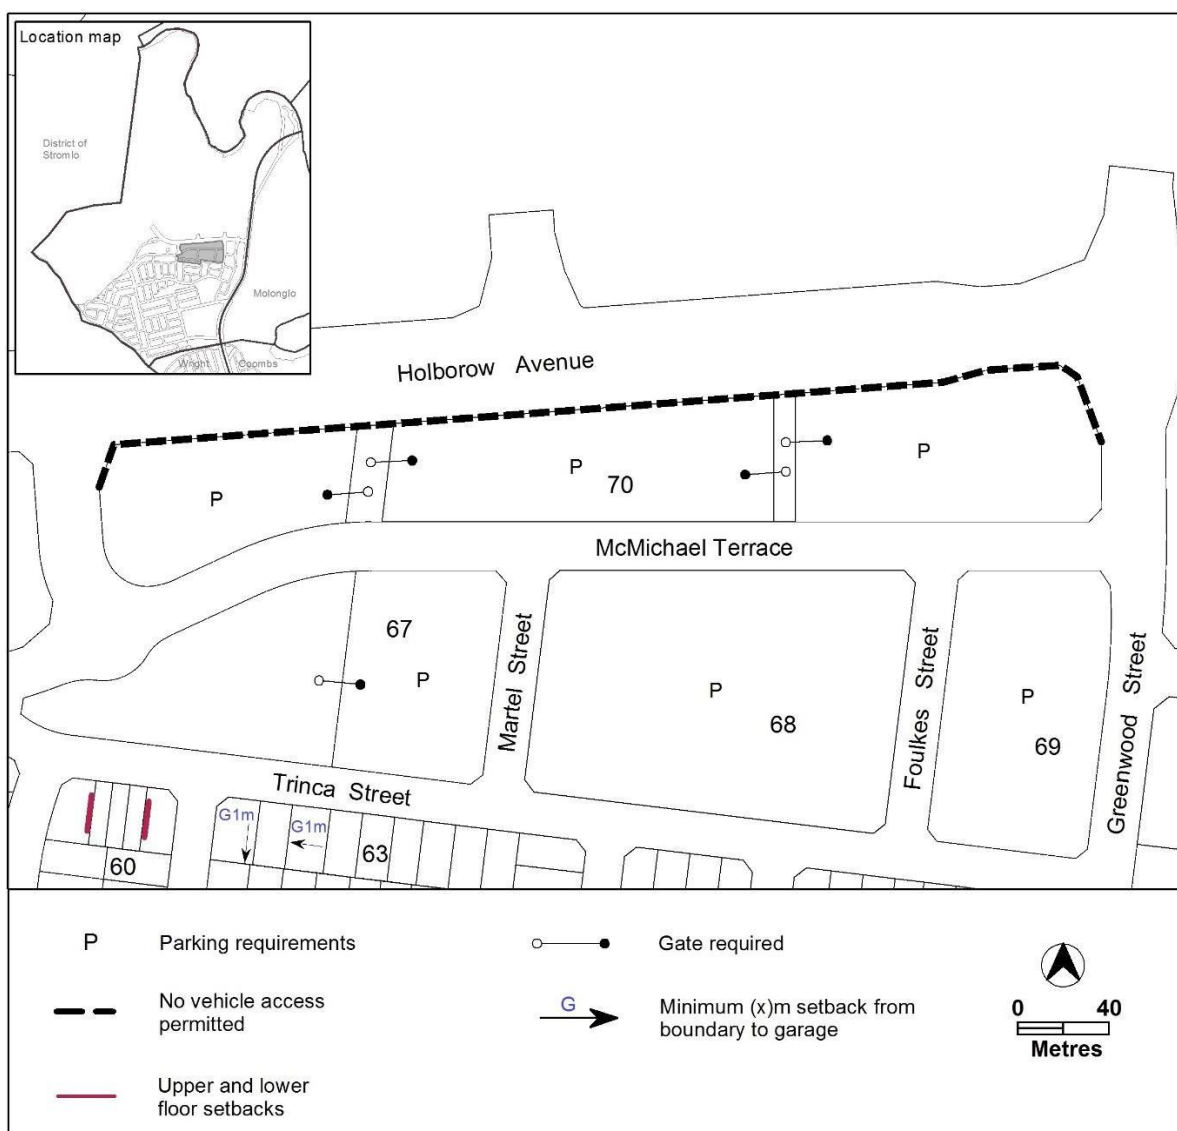 Location map
District of
Stromlo
Molonglo
Wright
Coombs
Holborow Avenue
P
P
70
P
McMichael Terrace
67
P
Martel Street
P
68
Foulkes Street
P
69
Greenwood Street
Trinca Street
G1m
G1m
63
60
P
Parking requirements
Gate required
No vehicle access
permitted
G
Minimum (x)m setback from
boundary to garage
0
40
Metres
Upper and lower
floor setbacks